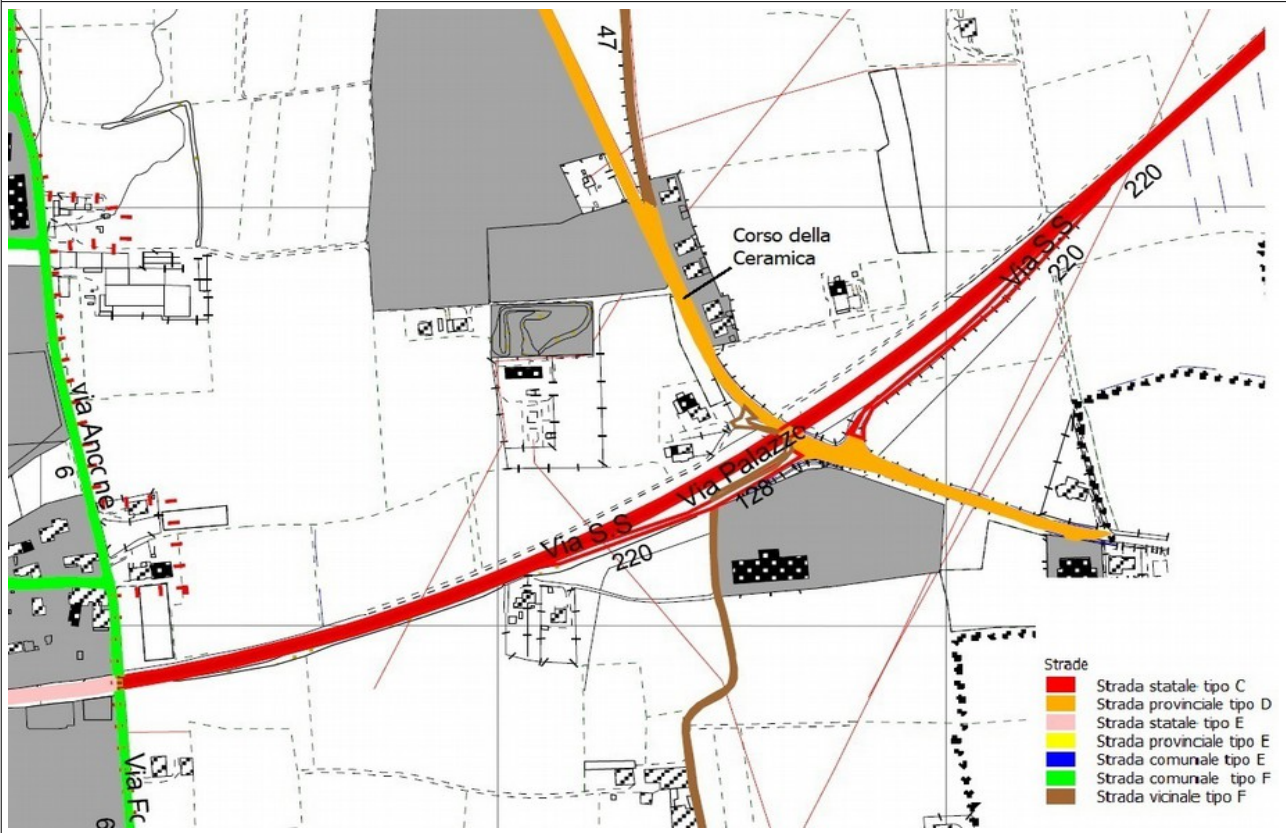 47
220
Via S.S
220
Corso della
Ceramica
via Ancone
6
Via Palazze
128
Via S.S
220
Via Fo
6
Strade
Strada statale tipo C
Strada provinciale tipo D
Strada statale tipo E
Strada provinciale tipo E
Strada comunale tipo E
Strada comunale tipo F
Strada vicinale tipo F